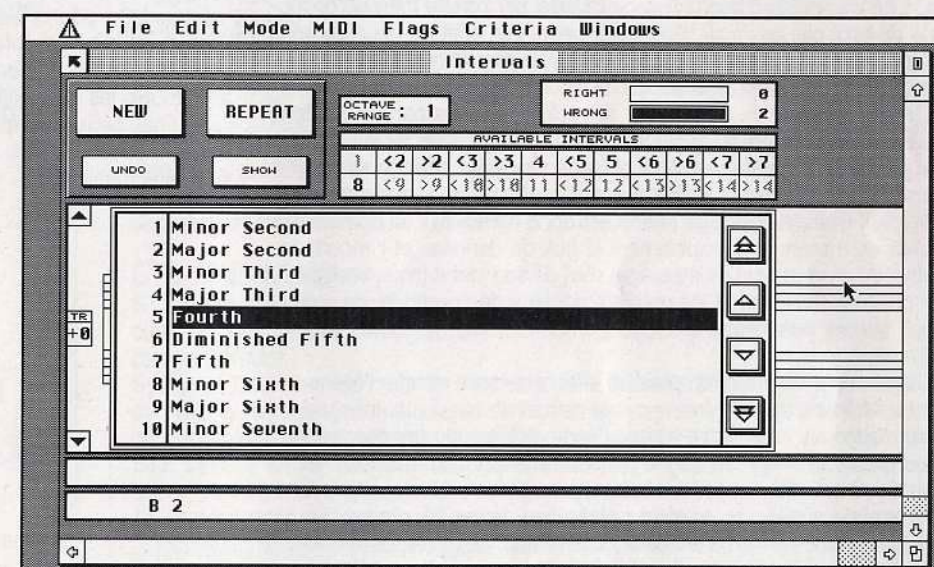 File Edit Mode MIDI Flags Criteria Windows
Intervals
NEW REPEAT
UNDO SHOW
OCTAVE RANGE : 1
RIGHT 0
WRONG 2
AVAILABLE INTERVALS
1 <2 >2 <3 >3 4 <5 5 <6 >6 <7 >7
8 <9 >9 <10 >10 11 <12 12 <13 >13 <14 >14
1 Minor Second
2 Major Second
3 Minor Third
4 Major Third
5 Fourth
6 Diminished Fifth
7 Fifth
8 Minor Sixth
9 Major Sixth
10 Minor Seventh
TR
+0
B 2